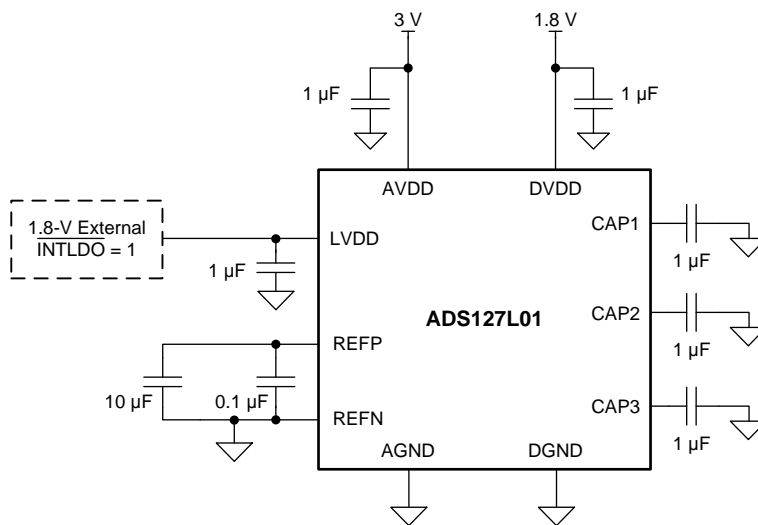 3 V
1.8 V
1 µF
1 µF
AVDD
DVDD
1.8-V External
INTLDO = 1
LVDD
CAP1
1 µF
1 µF
ADS127L01
CAP2
1 µF
REFP
10 µF
0.1 µF
REFN
CAP3
1 µF
AGND
DGND